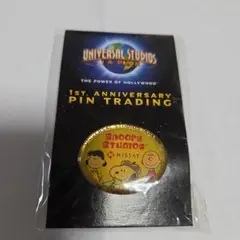 UNIVERSAL STUDIOS
JAPAN
THE POWER OF HOLLYWOOD
1ST. ANNIVERSARY
PIN TRADING
SNOOPY
STUDIOS